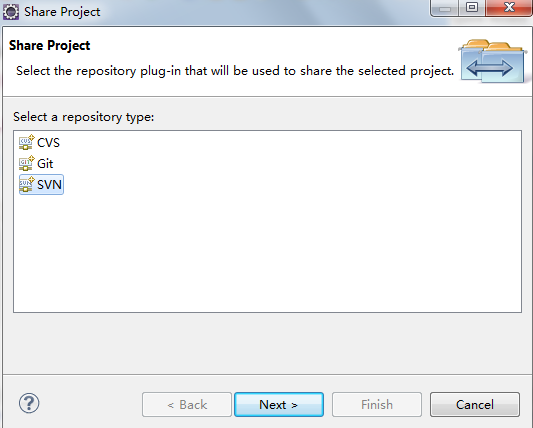 Share Project
Share Project
Select the repository plug-in that will be used to share the selected project.
Select a repository type:
CVS
Git
SVN
?
< Back Next > Finish Cancel